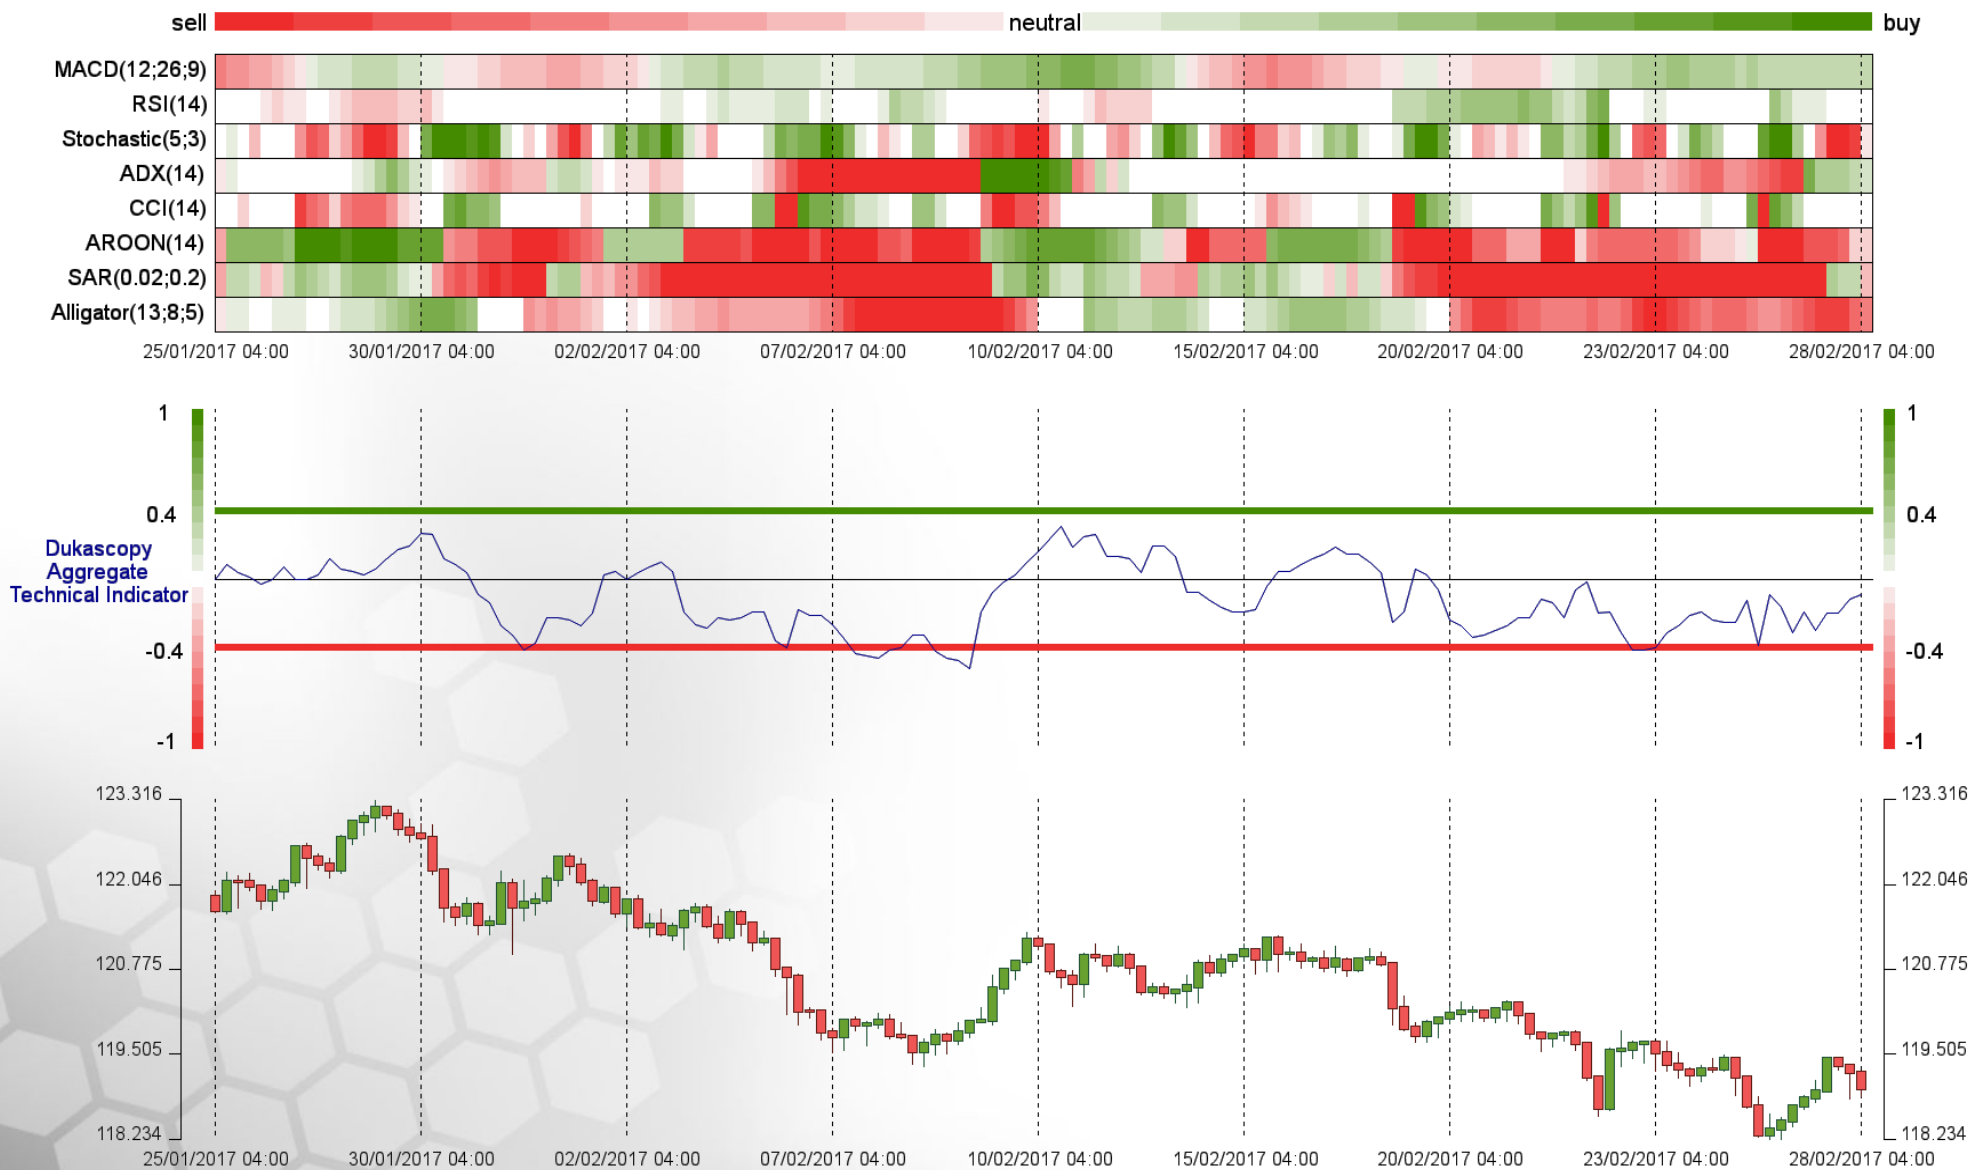 sell neutral buy
MACD(12;26;9)
RSI(14)
Stochastic(5;3)
ADX(14)
CCI(14)
AROON(14)
SAR(0.02;0.2)
Alligator(13;8;5)
25/01/2017 04:00 30/01/2017 04:00 02/02/2017 04:00 07/02/2017 04:00 10/02/2017 04:00 15/02/2017 04:00 20/02/2017 04:00 23/02/2017 04:00 28/02/2017 04:00
1 1
0.4 0.4
Dukascopy
Aggregate
Technical Indicator
-0.4 -0.4
-1 -1
123.316 123.316
122.046 122.046
120.775 120.775
119.505 119.505
118.234 118.234
25/01/2017 04:00 30/01/2017 04:00 02/02/2017 04:00 07/02/2017 04:00 10/02/2017 04:00 15/02/2017 04:00 20/02/2017 04:00 23/02/2017 04:00 28/02/2017 04:00